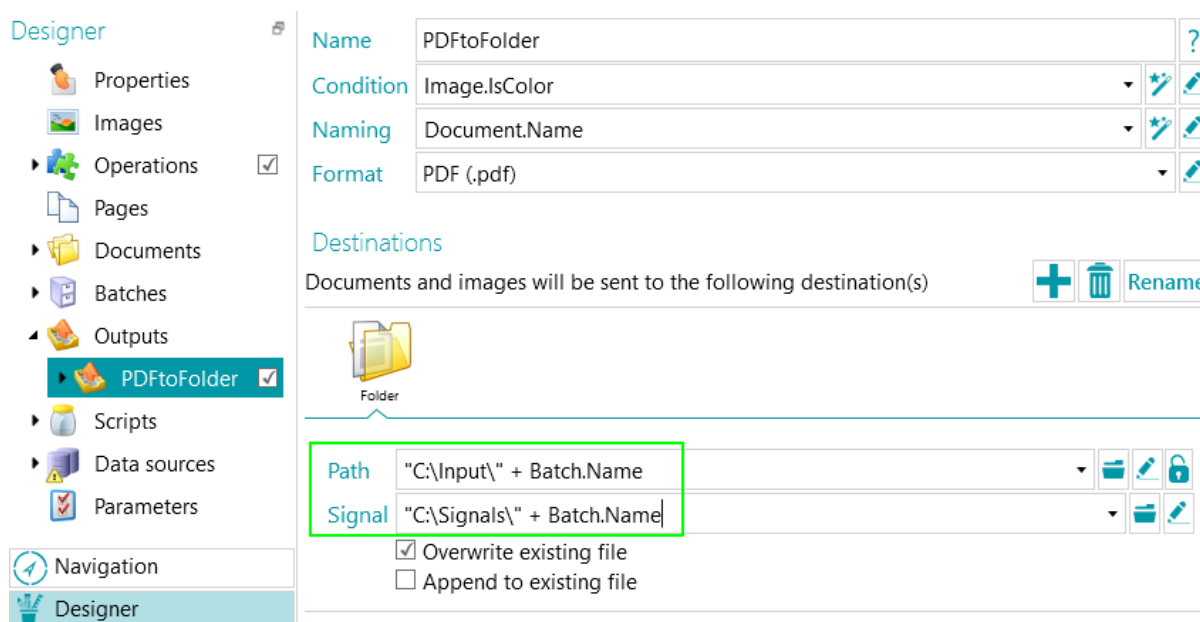 Designer
Properties
Images
Operations
Pages
Documents
Batches
Outputs
PDFtoFolder
Scripts
Data sources
Parameters
Navigation
Designer
Name PDFtoFolder ?
Condition Image.IsColor
Naming Document.Name
Format PDF (.pdf)
Destinations
Documents and images will be sent to the following destination(s) Rename
Folder
Path "C:\Input\" + Batch.Name
Signal "C:\Signals\" + Batch.Name
Overwrite existing file
Append to existing file